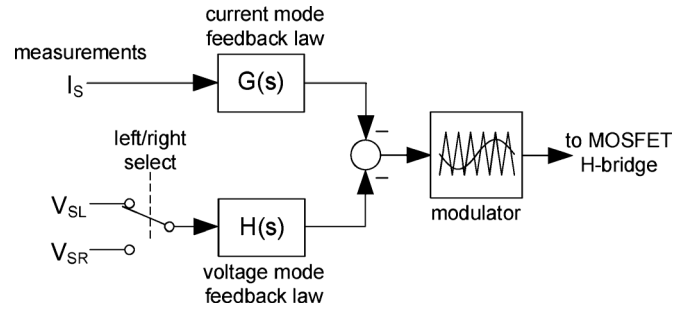 current mode
feedback law
measurements
I_S
G(s)
−
left/right
select
to MOSFET
H-bridge
−
V_SL
H(s)
modulator
V_SR
voltage mode
feedback law